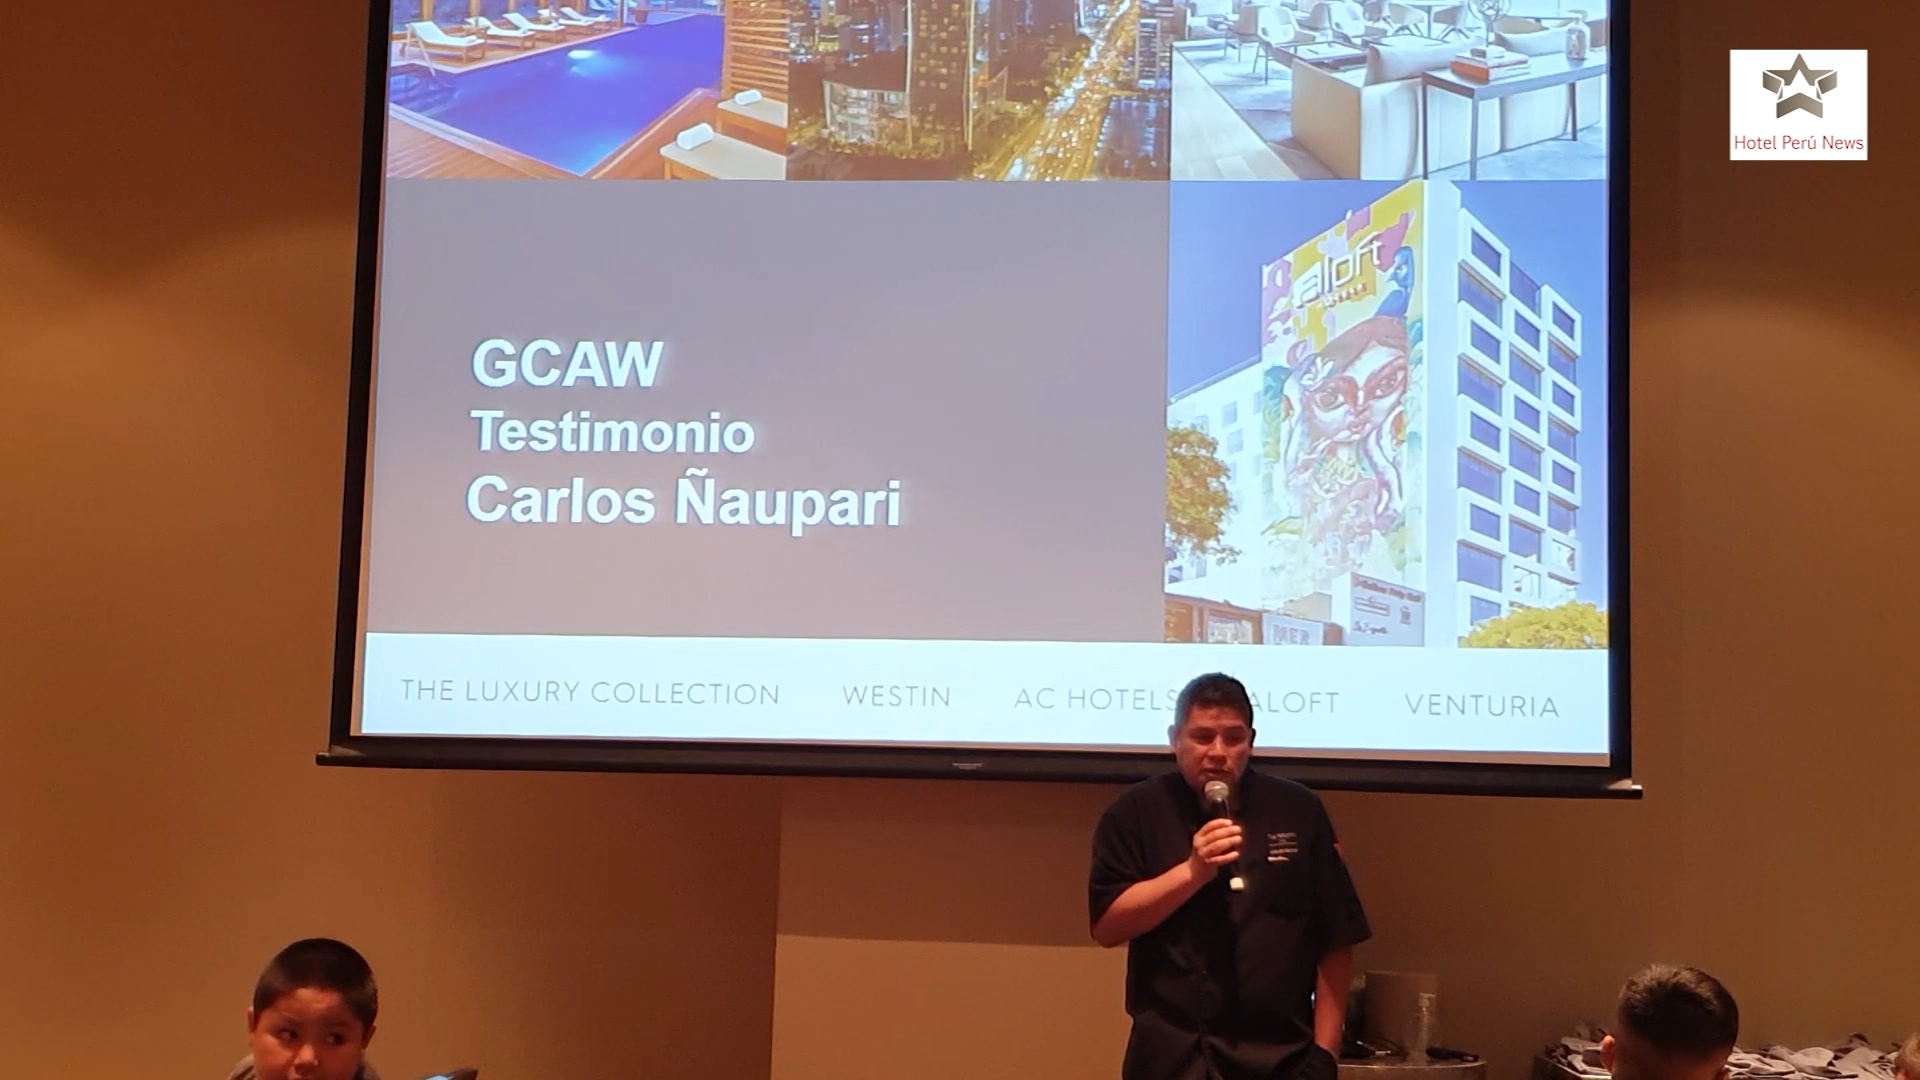 Hotel Perú News
aloft
GCAW
Testimonio
Carlos Ñaupari
THE LUXURY COLLECTION WESTIN AC HOTELS ALOFT VENTURIA